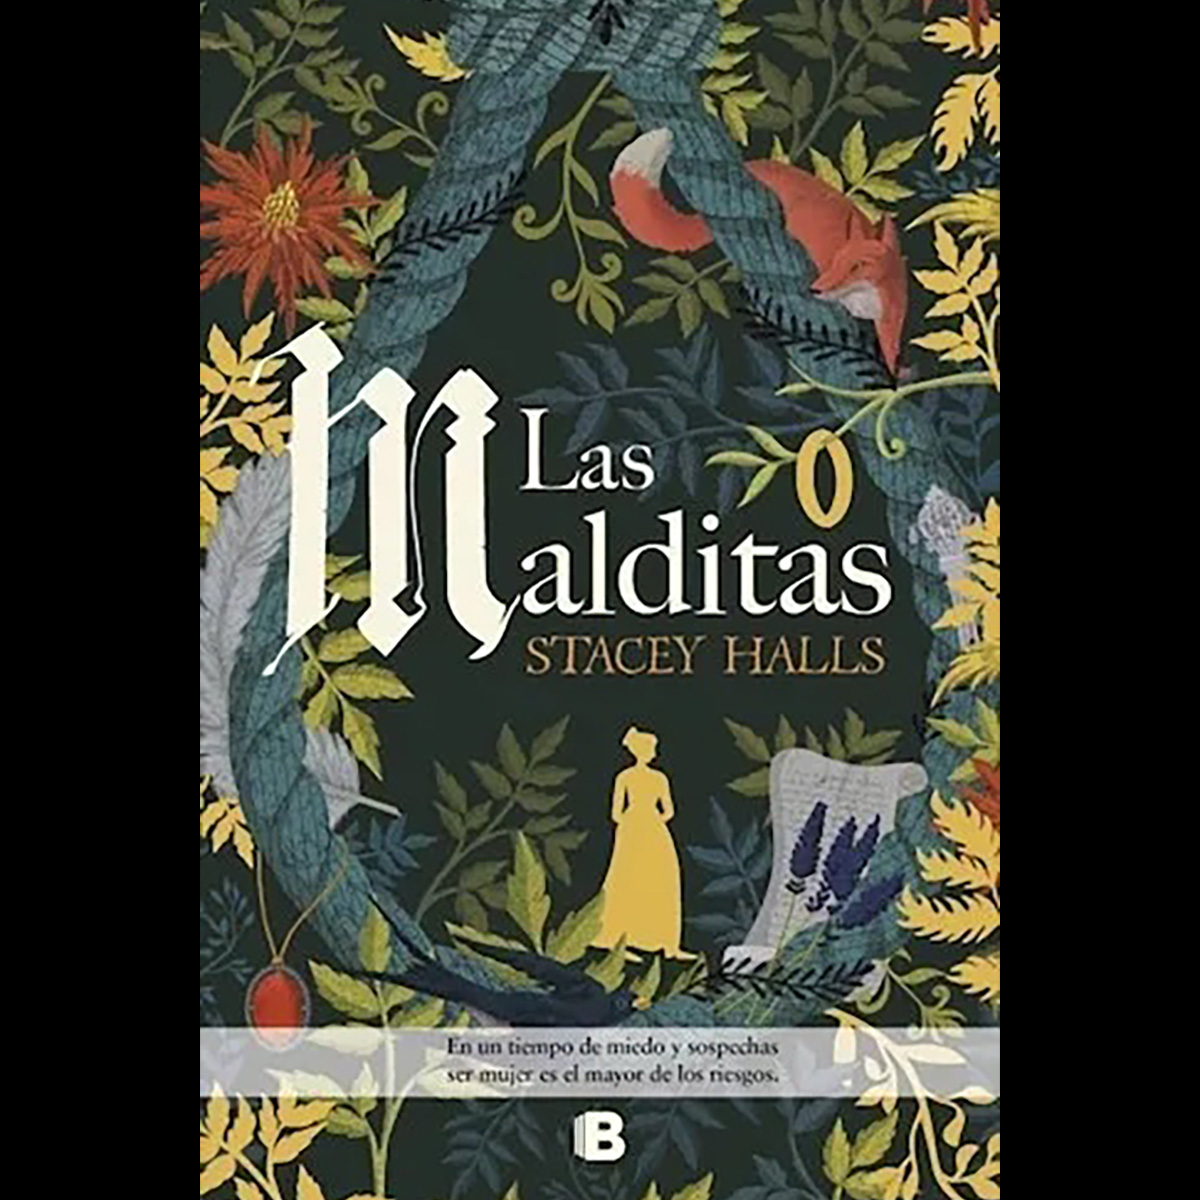 Las
Malditas
STACEY HALLS
En un tiempo de miedo y sospechas
ser mujer es el mayor de los riesgos.
B